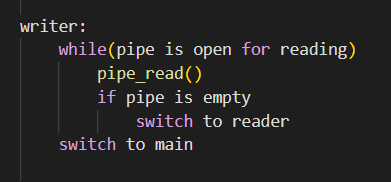 writer:
    while(pipe is open for reading)
        pipe_read()
        if pipe is empty
            switch to reader
    switch to main